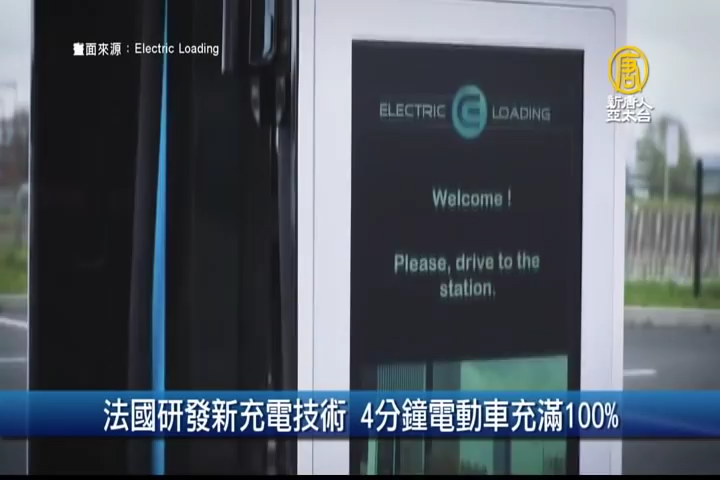 畫面來源：Electric Loading
唐
新唐人
亞太台
ELECTRIC LOADING
Welcome !
Please, drive to the
station.
法國研發新充電技術 4分鐘電動車充滿100%